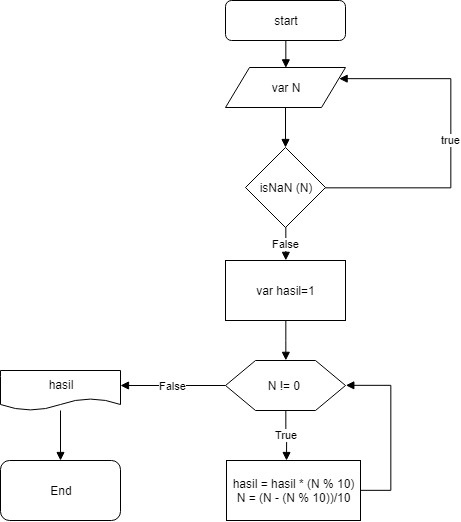 start
var N
true
isNaN (N)
False
var hasil=1
N != 0
False
hasil
True
hasil = hasil * (N % 10)
N = (N - (N % 10))/10
End